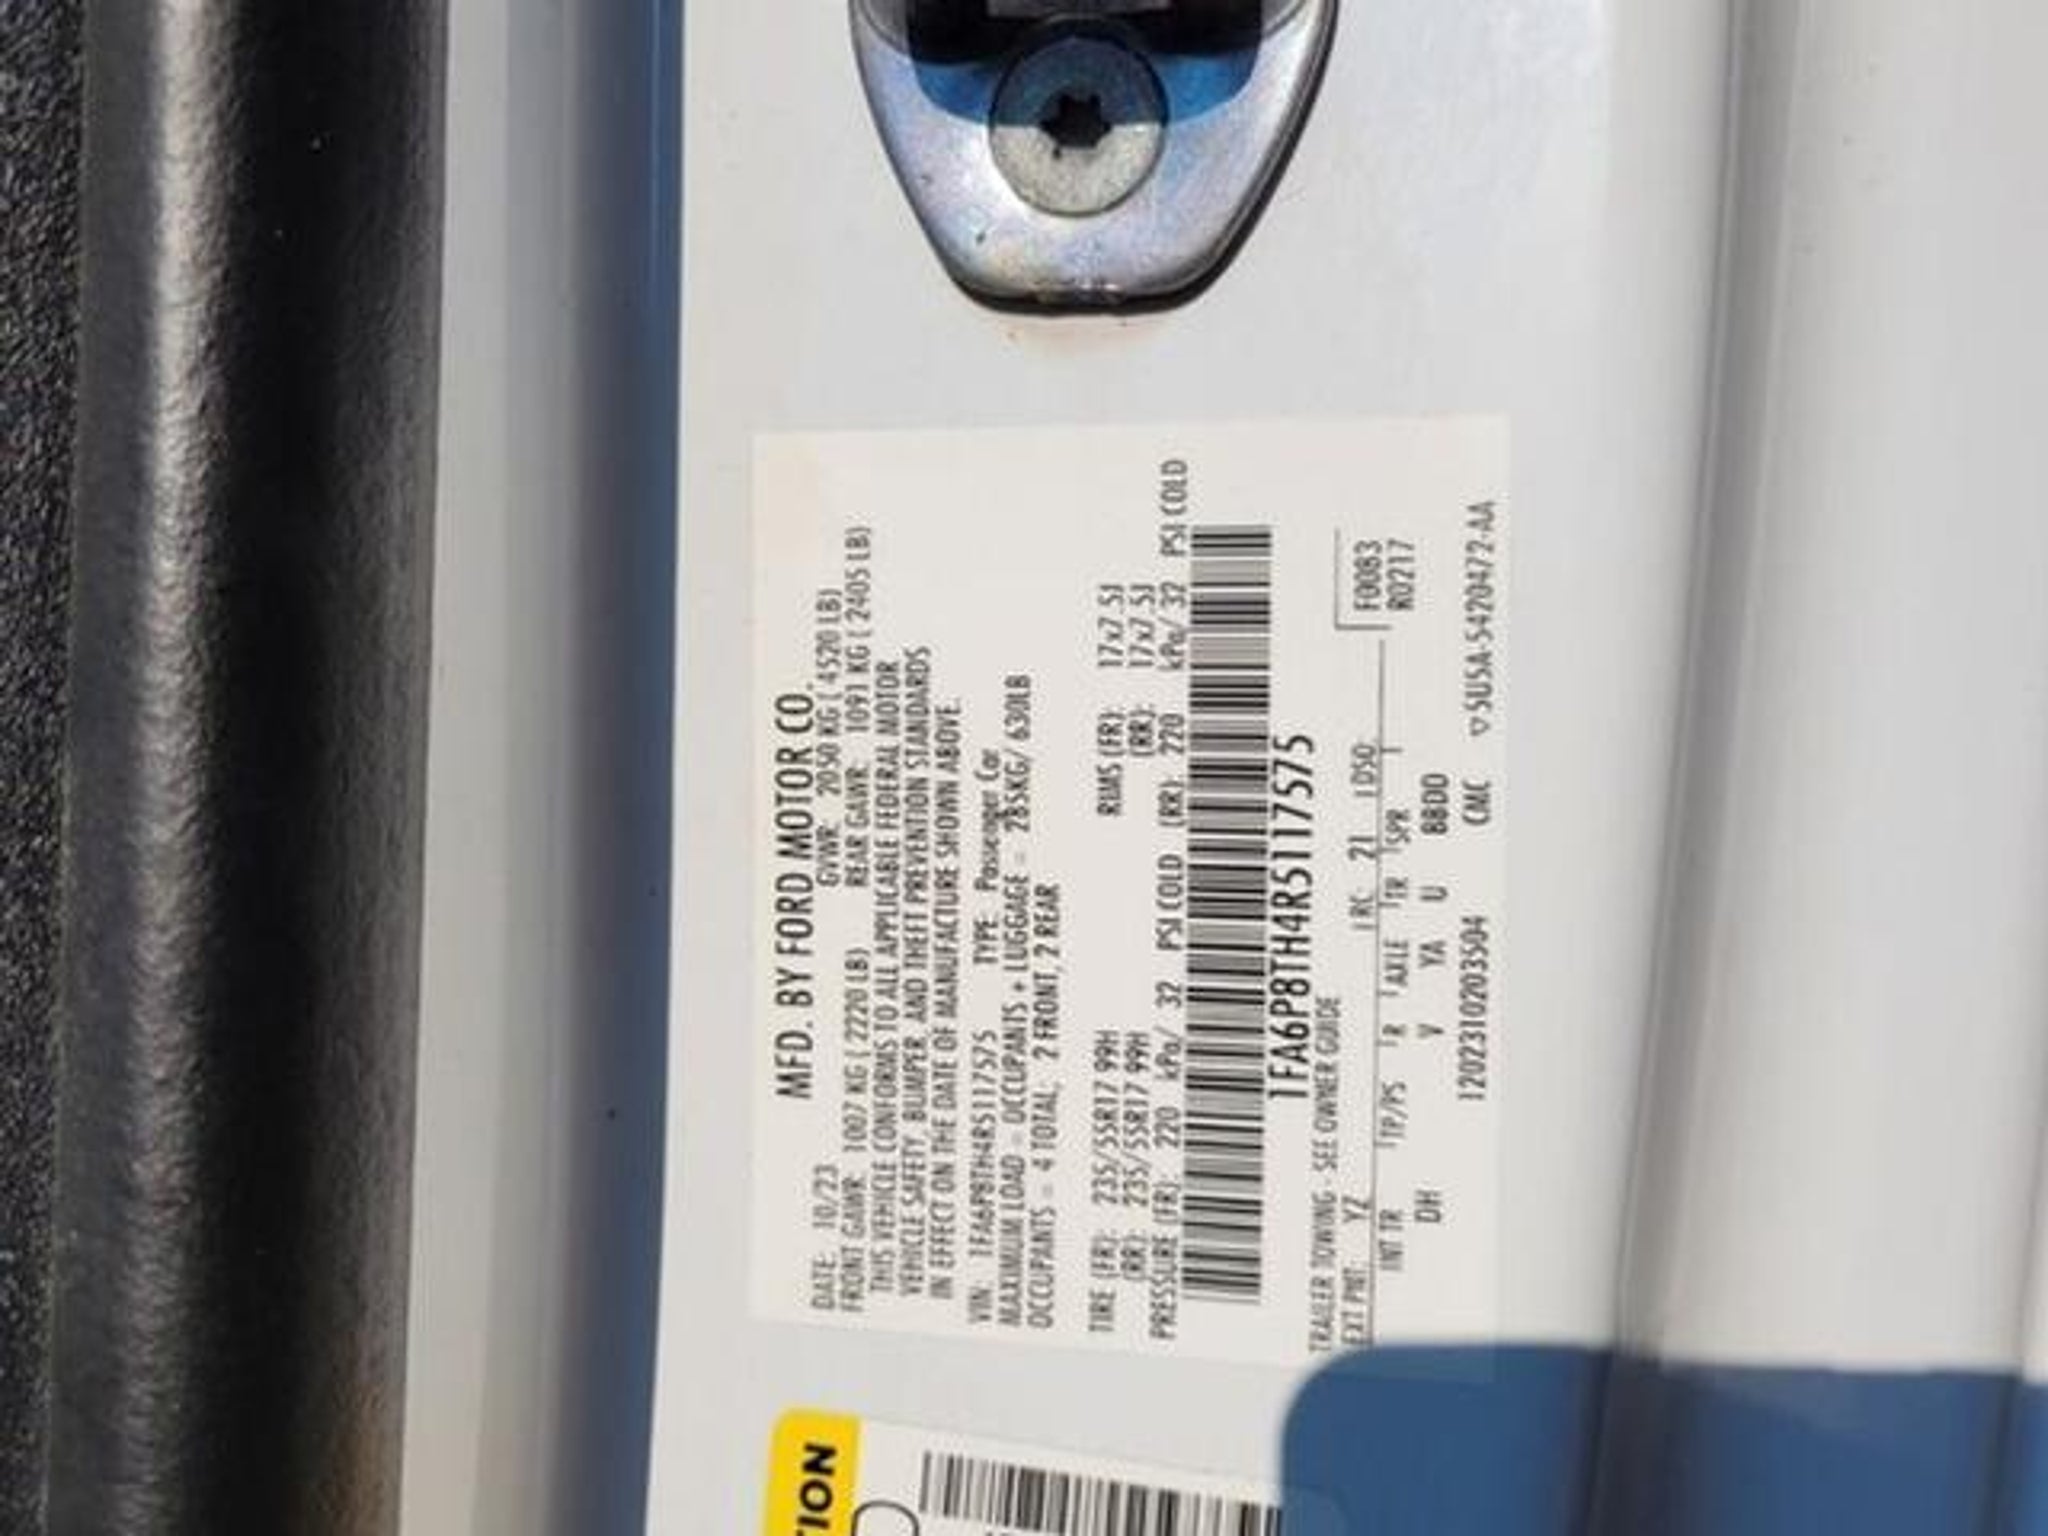 MFD. BY FORD MOTOR CO.
DATE: 10/23 GVWR: 2050 KG ( 4520 LB)
FRONT GAWR: 1007 KG ( 2220 LB) REAR GAWR: 1091 KG ( 2405 LB)
THIS VEHICLE CONFORMS TO ALL APPLICABLE FEDERAL MOTOR
VEHICLE SAFETY, BUMPER, AND THEFT PREVENTION STANDARDS
IN EFFECT ON THE DATE OF MANUFACTURE SHOWN ABOVE.
VIN: 1FA6P8TH4R5117575 TYPE: Passenger Car
MAXIMUM LOAD = OCCUPANTS + LUGGAGE = 285KG/ 630LB
OCCUPANTS = 4 TOTAL, 2 FRONT, 2 REAR
TIRE (FR): 235/55R17 99H RIMS (FR): 17x7.5J
(RR): 235/55R17 99H (RR): 17x7.5J
PRESSURE (FR): 220 kPa/ 32 PSI COLD (RR): 220 kPa/ 32 PSI COLD
1FA6P8TH4R5117575
TRAILER TOWING - SEE OWNER GUIDE
EXT PNT: YZ RC: 21 DSO: F0083
INT TR TP/PS R AXLE TR SPR R0217
DH V YA U BBDD
1202310203504 CMC ▽SUSA-5420472-AA
TION